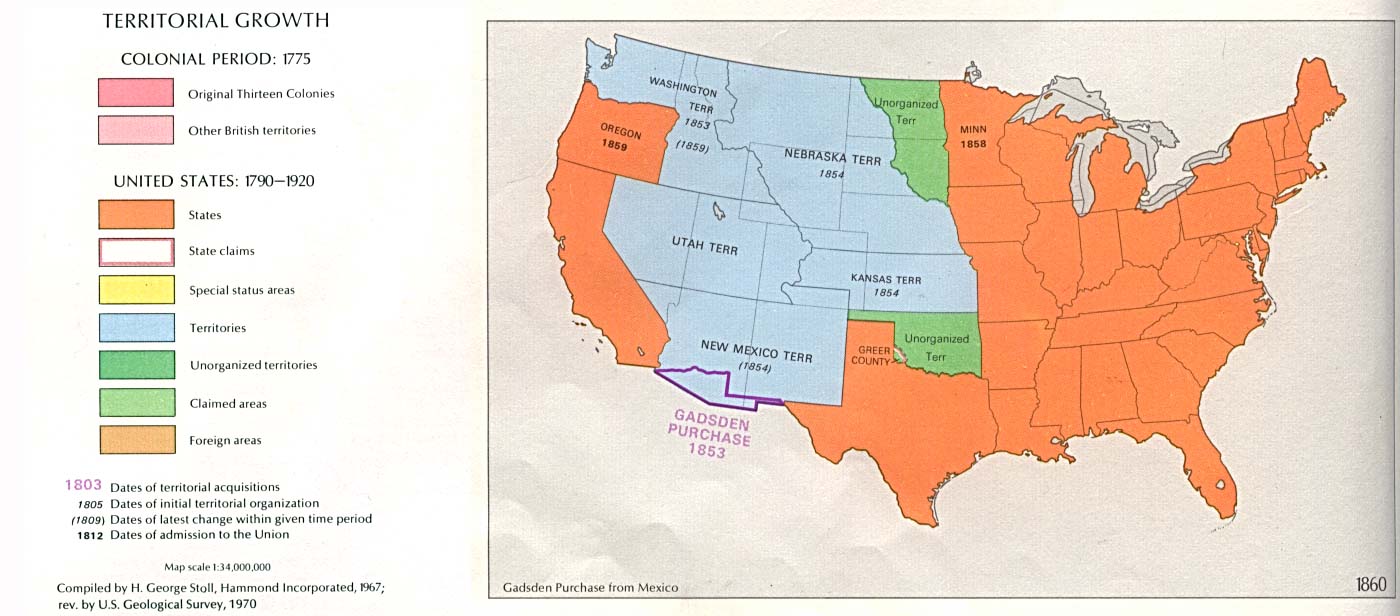 TERRITORIAL GROWTH
COLONIAL PERIOD: 1775
Original Thirteen Colonies
Other British territories
UNITED STATES: 1790–1920
States
State claims
Special status areas
Territories
Unorganized territories
Claimed areas
Foreign areas
1803 Dates of territorial acquisitions
1805 Dates of initial territorial organization
(1809) Dates of latest change within given time period
1812 Dates of admission to the Union
Map scale 1:34,000,000
Compiled by H. George Stoll, Hammond Incorporated, 1967;
rev. by U.S. Geological Survey, 1970
WASHINGTON
TERR
1853
(1859)
OREGON
1859
NEBRASKA TERR
1854
Unorganized
Terr
MINN
1858
UTAH TERR
KANSAS TERR
1854
NEW MEXICO TERR
(1854)
GREER
COUNTY
Unorganized
Terr
GADSDEN
PURCHASE
1853
Gadsden Purchase from Mexico
1860